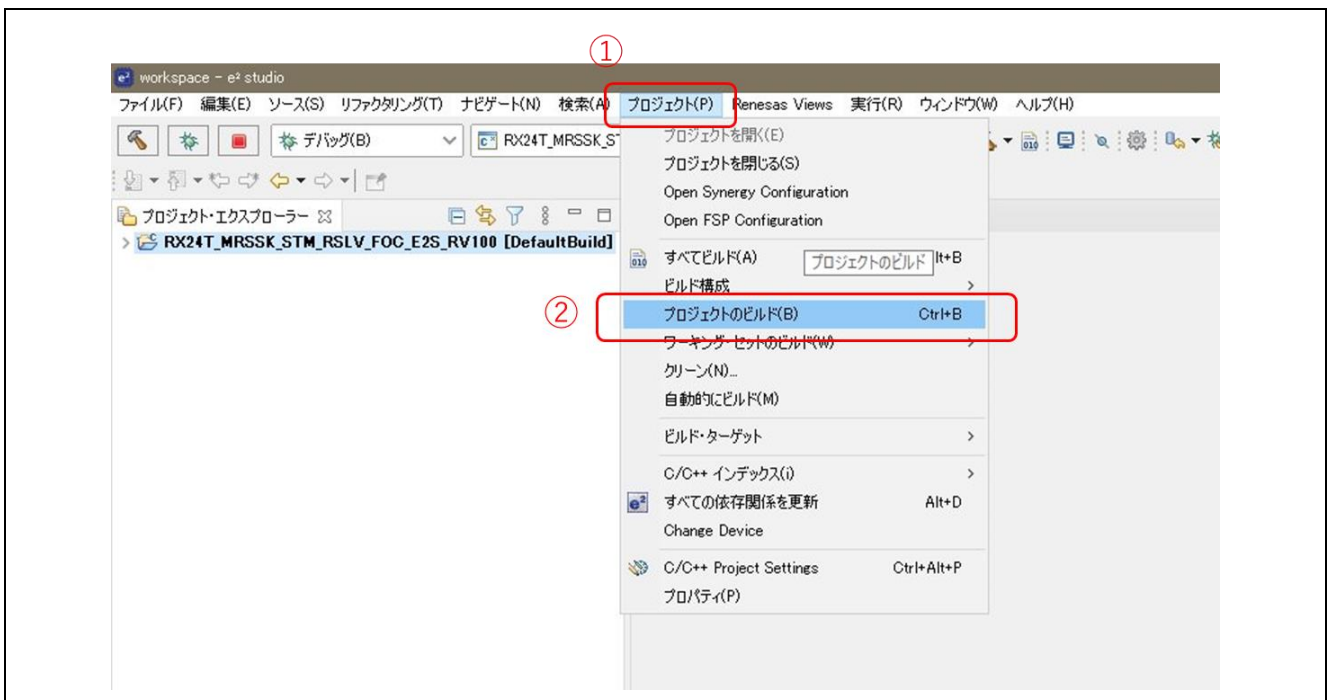 ①
workspace - e² studio
ファイル(F) 編集(E) ソース(S) リファクタリング(T) ナビゲート(N) 検索(A) プロジェクト(P) Renesas Views 実行(R) ウィンドウ(W) ヘルプ(H)
デバッグ(B) RX24T_MRSSK_ST
プロジェクト・エクスプローラー
RX24T_MRSSK_STM_RSLV_FOC_E2S_RV100 [DefaultBuild]
プロジェクトを開く(E)
プロジェクトを閉じる(S)
Open Synergy Configuration
Open FSP Configuration
すべてビルド(A) lt+B
プロジェクトのビルド
ビルド構成
②
プロジェクトのビルド(B) Ctrl+B
ワーキング・セットのビルド(W)
クリーン(N)...
自動的にビルド(M)
ビルド・ターゲット
C/C++ インデックス(i)
すべての依存関係を更新 Alt+D
Change Device
C/C++ Project Settings Ctrl+Alt+P
プロパティ(P)